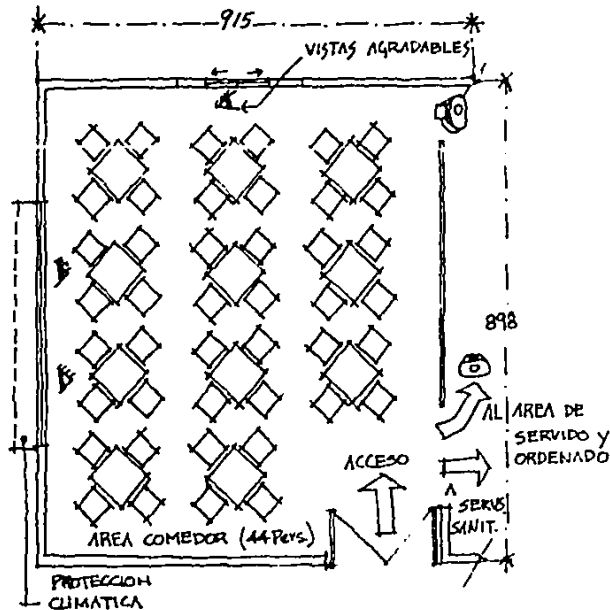 915
VISTAS AGRADABLES
898
AL AREA DE
SERVIDO Y
ORDENADO
ACCESO
A
SERVS.
SANIT.
AREA COMEDOR (44 Pers.)
PROTECCION
CLIMATICA